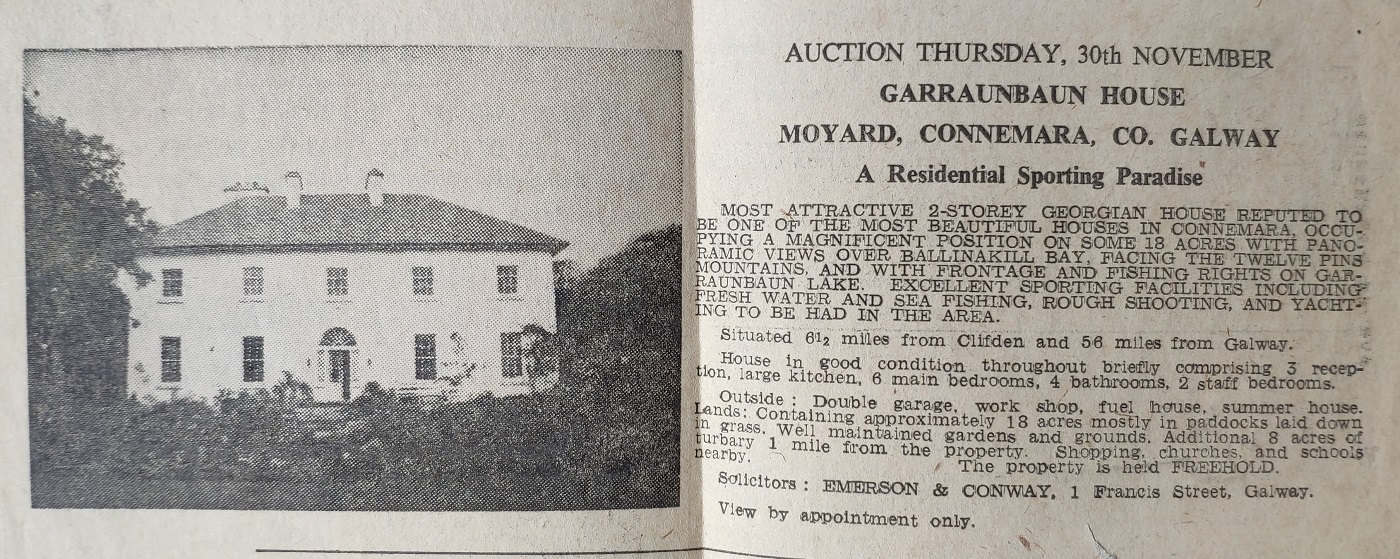 AUCTION THURSDAY, 30th NOVEMBER
GARRAUNBAUN HOUSE
MOYARD, CONNEMARA, CO. GALWAY
A Residential Sporting Paradise
MOST ATTRACTIVE 2-STOREY GEORGIAN HOUSE REPUTED TO
BE ONE OF THE MOST BEAUTIFUL HOUSES IN CONNEMARA, OCCU-
PYING A MAGNIFICENT POSITION ON SOME 18 ACRES WITH PANO-
RAMIC VIEWS OVER BALLINAKILL BAY, FACING THE TWELVE PINS
MOUNTAINS, AND WITH FRONTAGE AND FISHING RIGHTS ON GAR-
RAUNBAUN LAKE. EXCELLENT SPORTING FACILITIES INCLUDING
FRESH WATER AND SEA FISHING, ROUGH SHOOTING, AND YACHT-
ING TO BE HAD IN THE AREA.
Situated 6½ miles from Clifden and 56 miles from Galway.
House in good condition throughout briefly comprising 3 recep-
tion, large kitchen, 6 main bedrooms, 4 bathrooms, 2 staff bedrooms.
Outside : Double garage, work shop, fuel house, summer house.
Lands: Containing approximately 18 acres mostly in paddocks laid down
in grass. Well maintained gardens and grounds. Additional 8 acres of
turbary 1 mile from the property. Shopping, churches, and schools
nearby. The property is held FREEHOLD.
Solicitors : EMERSON & CONWAY, 1 Francis Street, Galway.
View by appointment only.